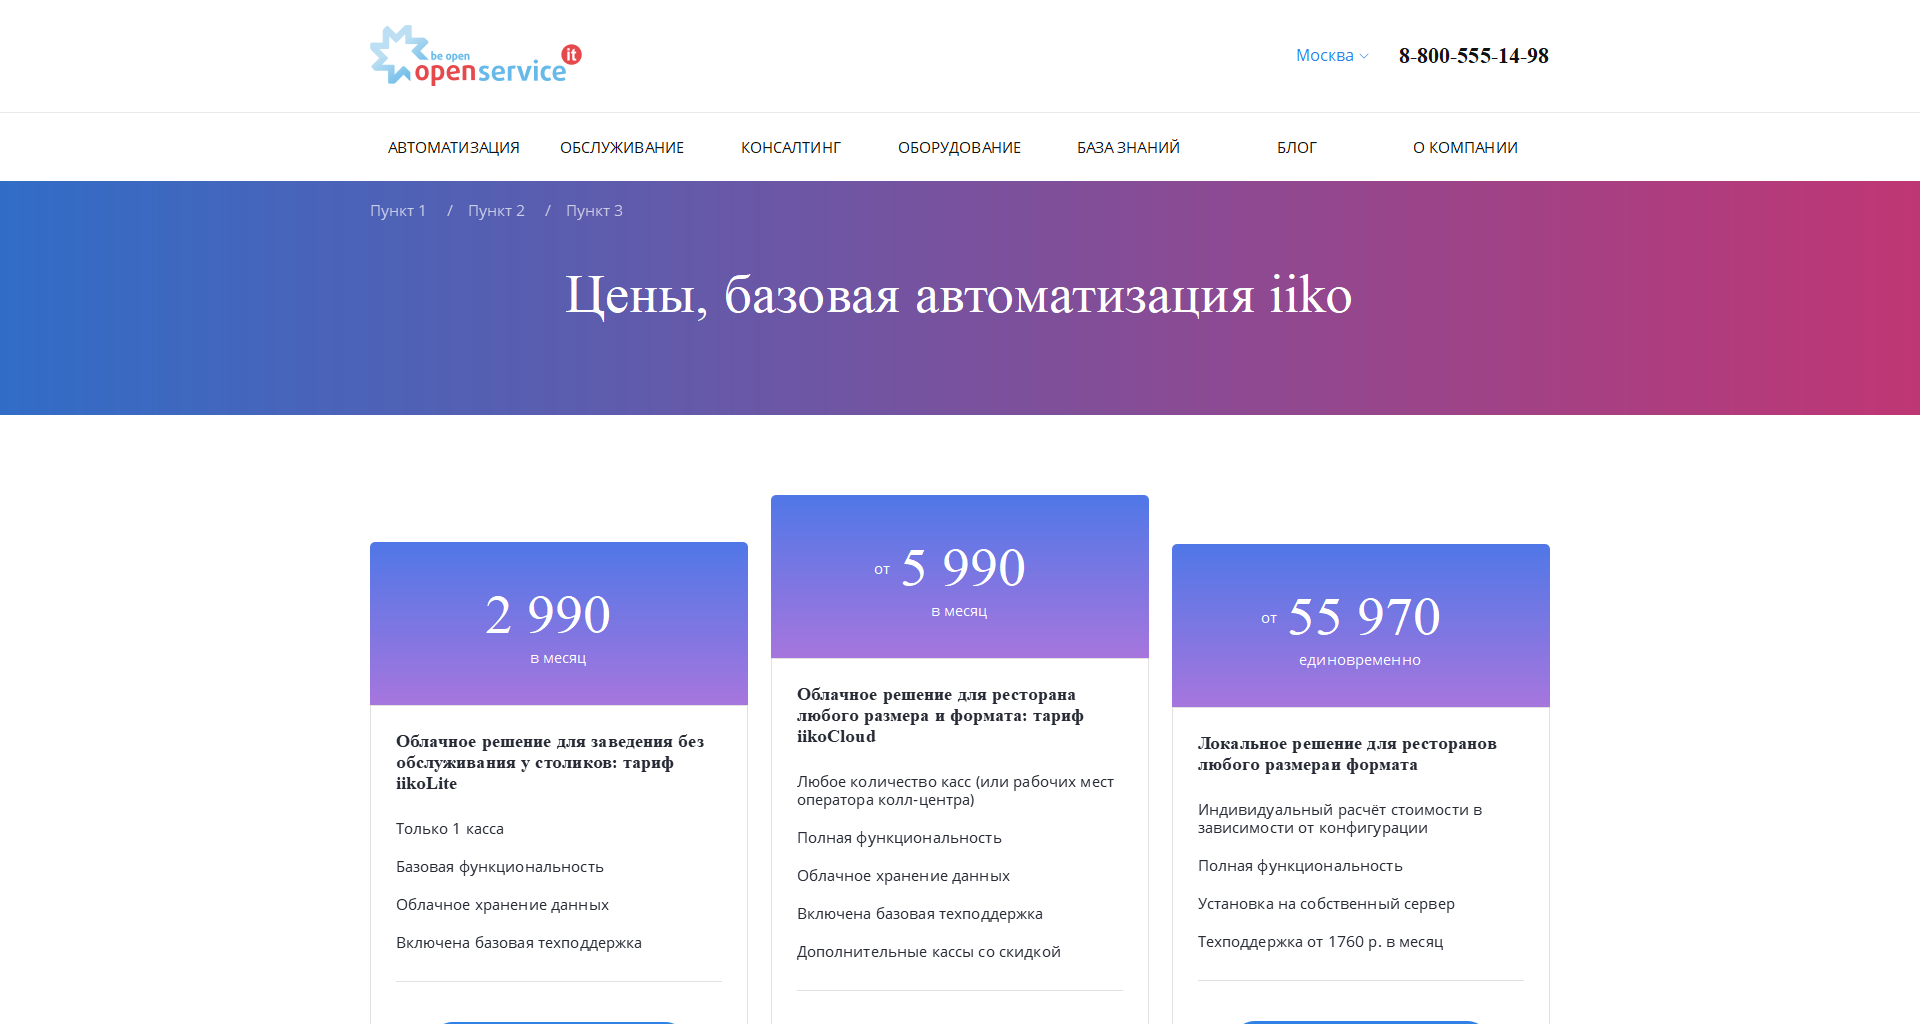 be open
openservice it
Москва
8-800-555-14-98
АВТОМАТИЗАЦИЯ
ОБСЛУЖИВАНИЕ
КОНСАЛТИНГ
ОБОРУДОВАНИЕ
БАЗА ЗНАНИЙ
БЛОГ
О КОМПАНИИ
Пункт 1 / Пункт 2 / Пункт 3
Цены, базовая автоматизация iiko
2 990
в месяц
Облачное решение для заведения без
обслуживания у столиков: тариф
iikoLite
Только 1 касса
Базовая функциональность
Облачное хранение данных
Включена базовая техподдержка
от 5 990
в месяц
Облачное решение для ресторана
любого размера и формата: тариф
iikoCloud
Любое количество касс (или рабочих мест
оператора колл-центра)
Полная функциональность
Облачное хранение данных
Включена базовая техподдержка
Дополнительные кассы со скидкой
от 55 970
единовременно
Локальное решение для ресторанов
любого размераи формата
Индивидуальный расчёт стоимости в
зависимости от конфигурации
Полная функциональность
Установка на собственный сервер
Техподдержка от 1760 р. в месяц